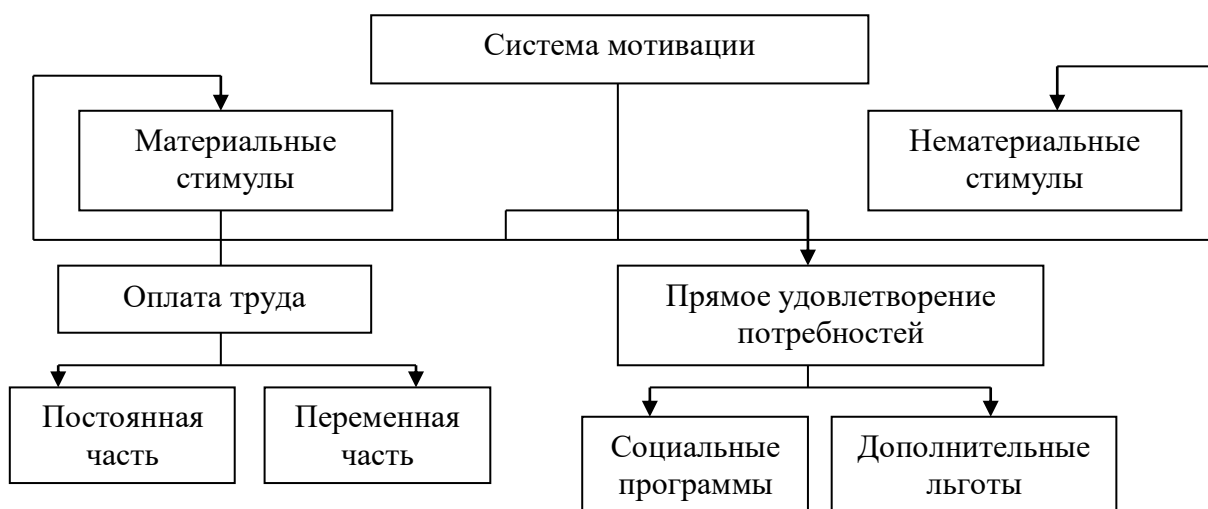 Система мотивации
Материальные
стимулы
Нематериальные
стимулы
Оплата труда
Прямое удовлетворение
потребностей
Постоянная
часть
Переменная
часть
Социальные
программы
Дополнительные
льготы